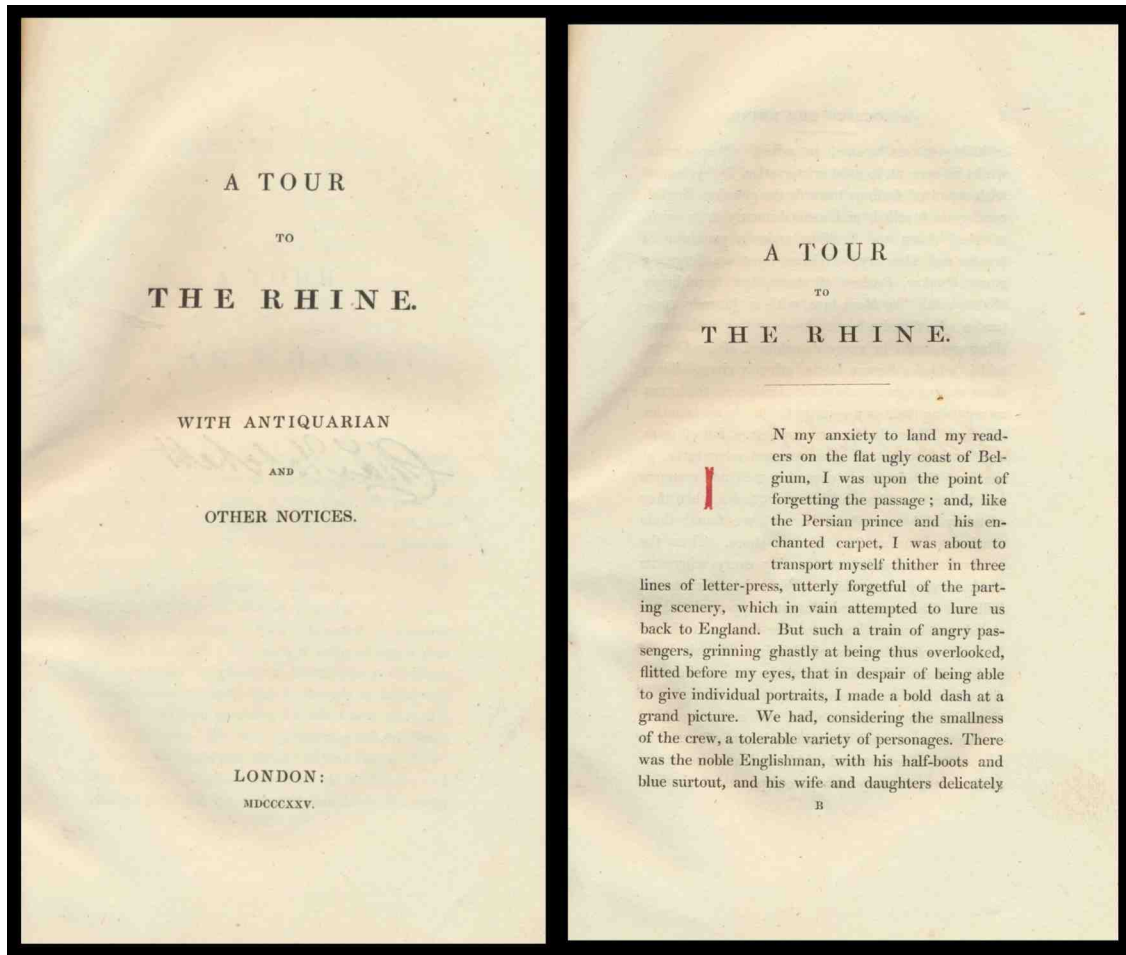 A TOUR
TO
THE RHINE.
WITH ANTIQUARIAN
AND
OTHER NOTICES.
LONDON:
MDCCCXXV.
A TOUR
TO
THE RHINE.
IN my anxiety to land my read-
ers on the flat ugly coast of Bel-
gium, I was upon the point of
forgetting the passage; and, like
the Persian prince and his en-
chanted carpet, I was about to
transport myself thither in three
lines of letter-press, utterly forgetful of the part-
ing scenery, which in vain attempted to lure us
back to England. But such a train of angry pas-
sengers, grinning ghastly at being thus overlooked,
flitted before my eyes, that in despair of being able
to give individual portraits, I made a bold dash at a
grand picture. We had, considering the smallness
of the crew, a tolerable variety of personages. There
was the noble Englishman, with his half-boots and
blue surtout, and his wife and daughters delicately
B